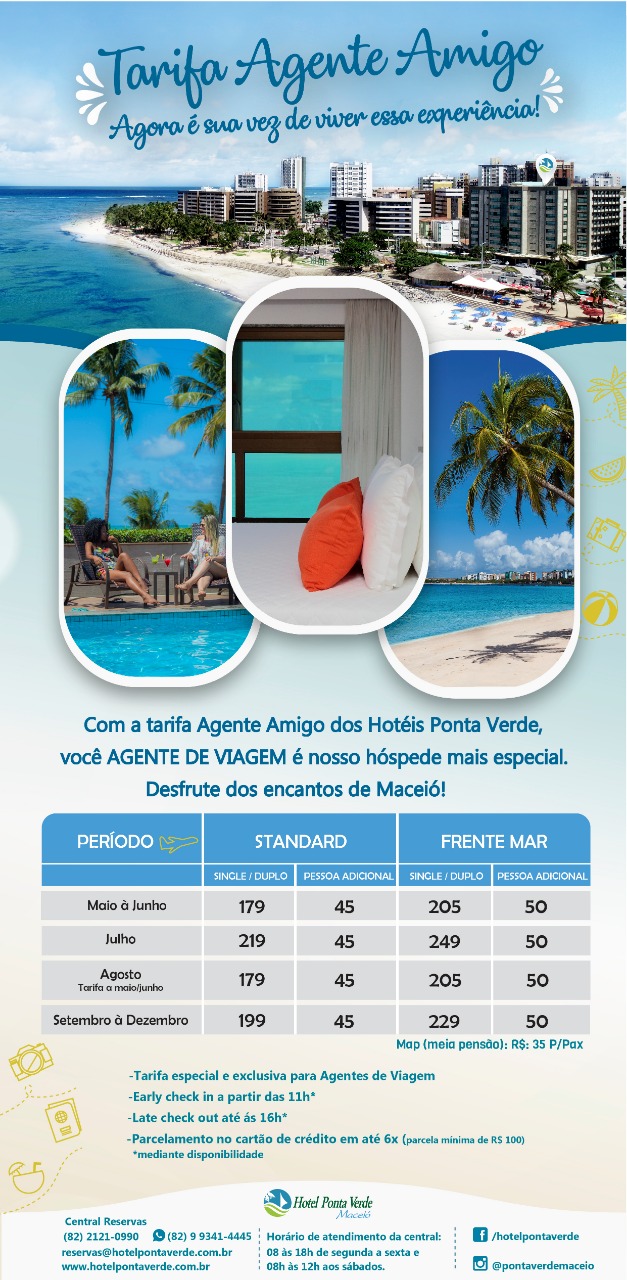 Tarifa Agente Amigo
Agora é sua vez de viver essa experiência!
Com a tarifa Agente Amigo dos Hotéis Ponta Verde,
você AGENTE DE VIAGEM é nosso hóspede mais especial.
Desfrute dos encantos de Maceió!
PERÍODO STANDARD FRENTE MAR
SINGLE / DUPLO PESSOA ADICIONAL SINGLE / DUPLO PESSOA ADICIONAL
Maio à Junho 179 45 205 50
Julho 219 45 249 50
Agosto 179 45 205 50
Tarifa a maio/junho
Setembro à Dezembro 199 45 229 50
Map (meia pensão): R$: 35 P/Pax
-Tarifa especial e exclusiva para Agentes de Viagem
-Early check in a partir das 11h*
-Late check out até ás 16h*
-Parcelamento no cartão de crédito em até 6x (parcela mínima de R$ 100)
*mediante disponibilidade
Hotel Ponta Verde
Maceió
Central Reservas
(82) 2121-0990 (82) 9 9341-4445
reservas@hotelpontaverde.com.br
www.hotelpontaverde.com.br
Horário de atendimento da central:
08 às 18h de segunda a sexta e
08h às 12h aos sábados.
/hotelpontaverde
@pontaverdemaceio